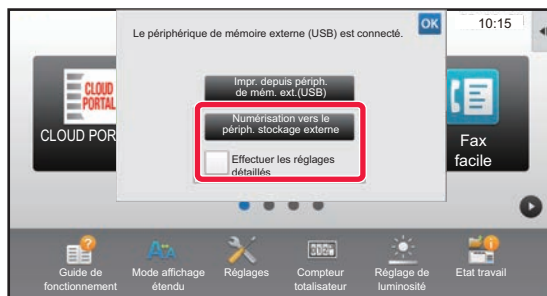 Le périphérique de mémoire externe (USB) est connecté.
OK
10:15
Impr. depuis périph.
de mém. ext.(USB)
Numérisation vers le
périph. stockage externe
Effectuer les réglages
détaillés
CLOUD
PORTAL
CLOUD POR
Fax
facile
Guide de
fonctionnement
Mode affichage
étendu
Réglages
Compteur
totalisateur
Réglage de
luminosité
Etat travail